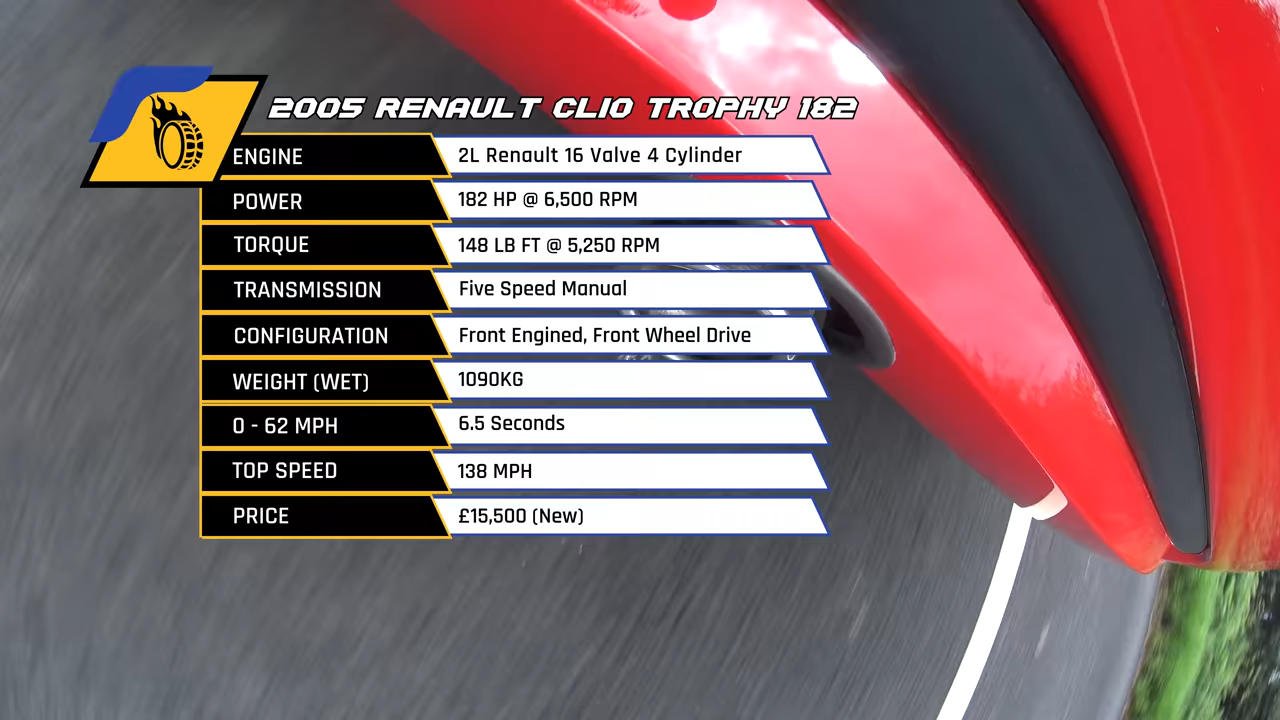 2005 RENAULT CLIO TROPHY 182
ENGINE 2L Renault 16 Valve 4 Cylinder
POWER 182 HP @ 6,500 RPM
TORQUE 148 LB FT @ 5,250 RPM
TRANSMISSION Five Speed Manual
CONFIGURATION Front Engined, Front Wheel Drive
WEIGHT (WET) 1090KG
0 - 62 MPH 6.5 Seconds
TOP SPEED 138 MPH
PRICE £15,500 (New)